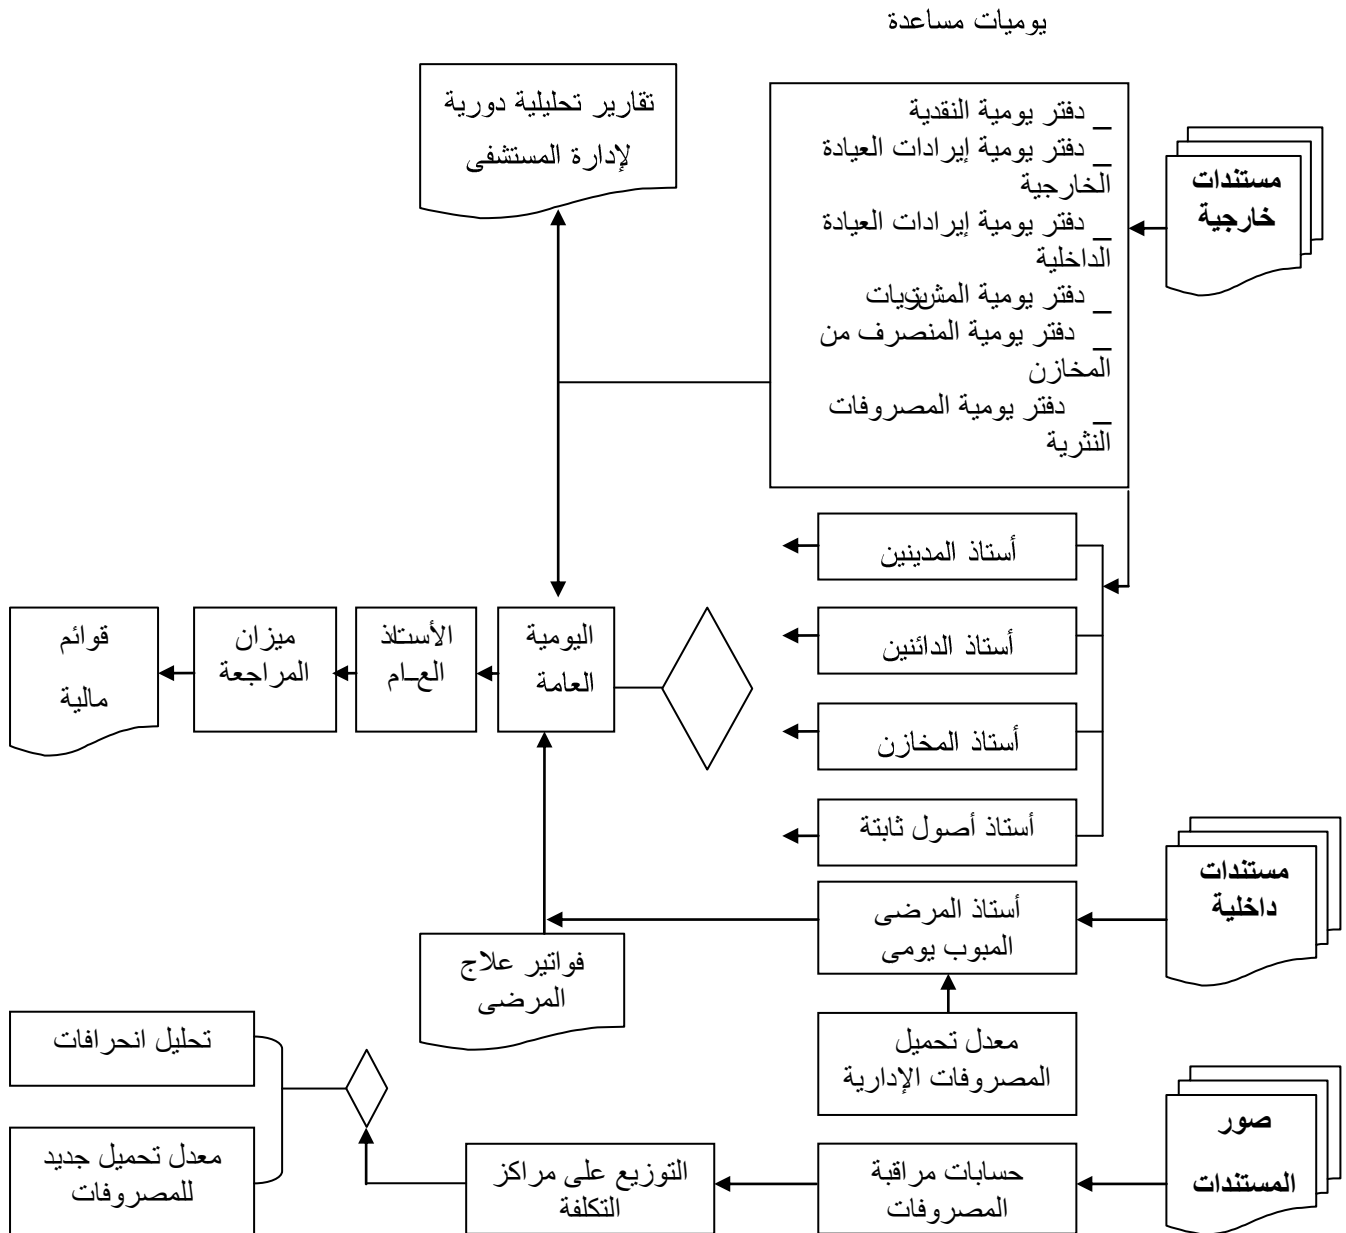 يوميات مساعدة
تقارير تحليلية دورية
لإدارة المستشفى
_ دفتر يومية النقدية
_ دفتر يومية إيرادات العيادة
الخارجية
_ دفتر يومية إيرادات العيادة
الداخلية
_ دفتر يومية المشتريات
_ دفتر يومية المنصرف من
المخازن
_ دفتر يومية المصروفات
النثرية
مستندات
خارجية
أستاذ المدينين
أستاذ الدائنين
أستاذ المخازن
أستاذ أصول ثابتة
اليومية
العامة
الأستاذ
العـام
ميزان
المراجعة
قوائم
مالية
مستندات
داخلية
أستاذ المرضى
المبوب يومى
فواتير علاج
المرضى
معدل تحميل
المصروفات الإدارية
تحليل انحرافات
صور
المستندات
حسابات مراقبة
المصروفات
التوزيع على مراكز
التكلفة
معدل تحميل جديد
للمصروفات